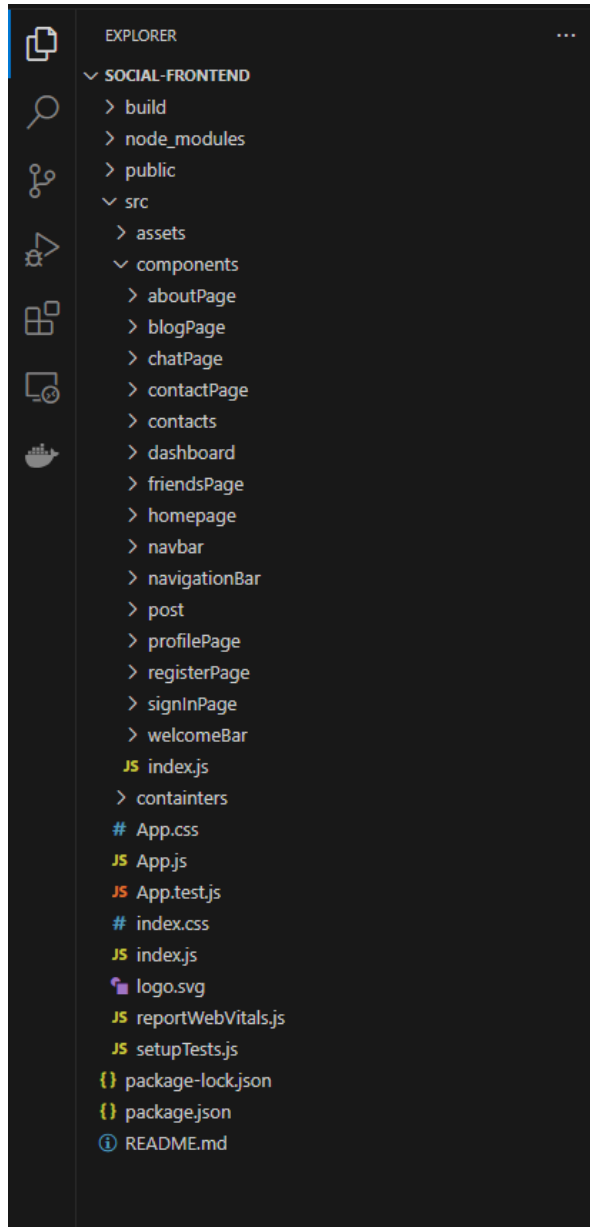 EXPLORER ...
SOCIAL-FRONTEND
build
node_modules
public
src
assets
components
aboutPage
blogPage
chatPage
contactPage
contacts
dashboard
friendsPage
homepage
navbar
navigationBar
post
profilePage
registerPage
signInPage
welcomeBar
JS index.js
containters
# App.css
JS App.js
JS App.test.js
# index.css
JS index.js
logo.svg
JS reportWebVitals.js
JS setupTests.js
{} package-lock.json
{} package.json
README.md